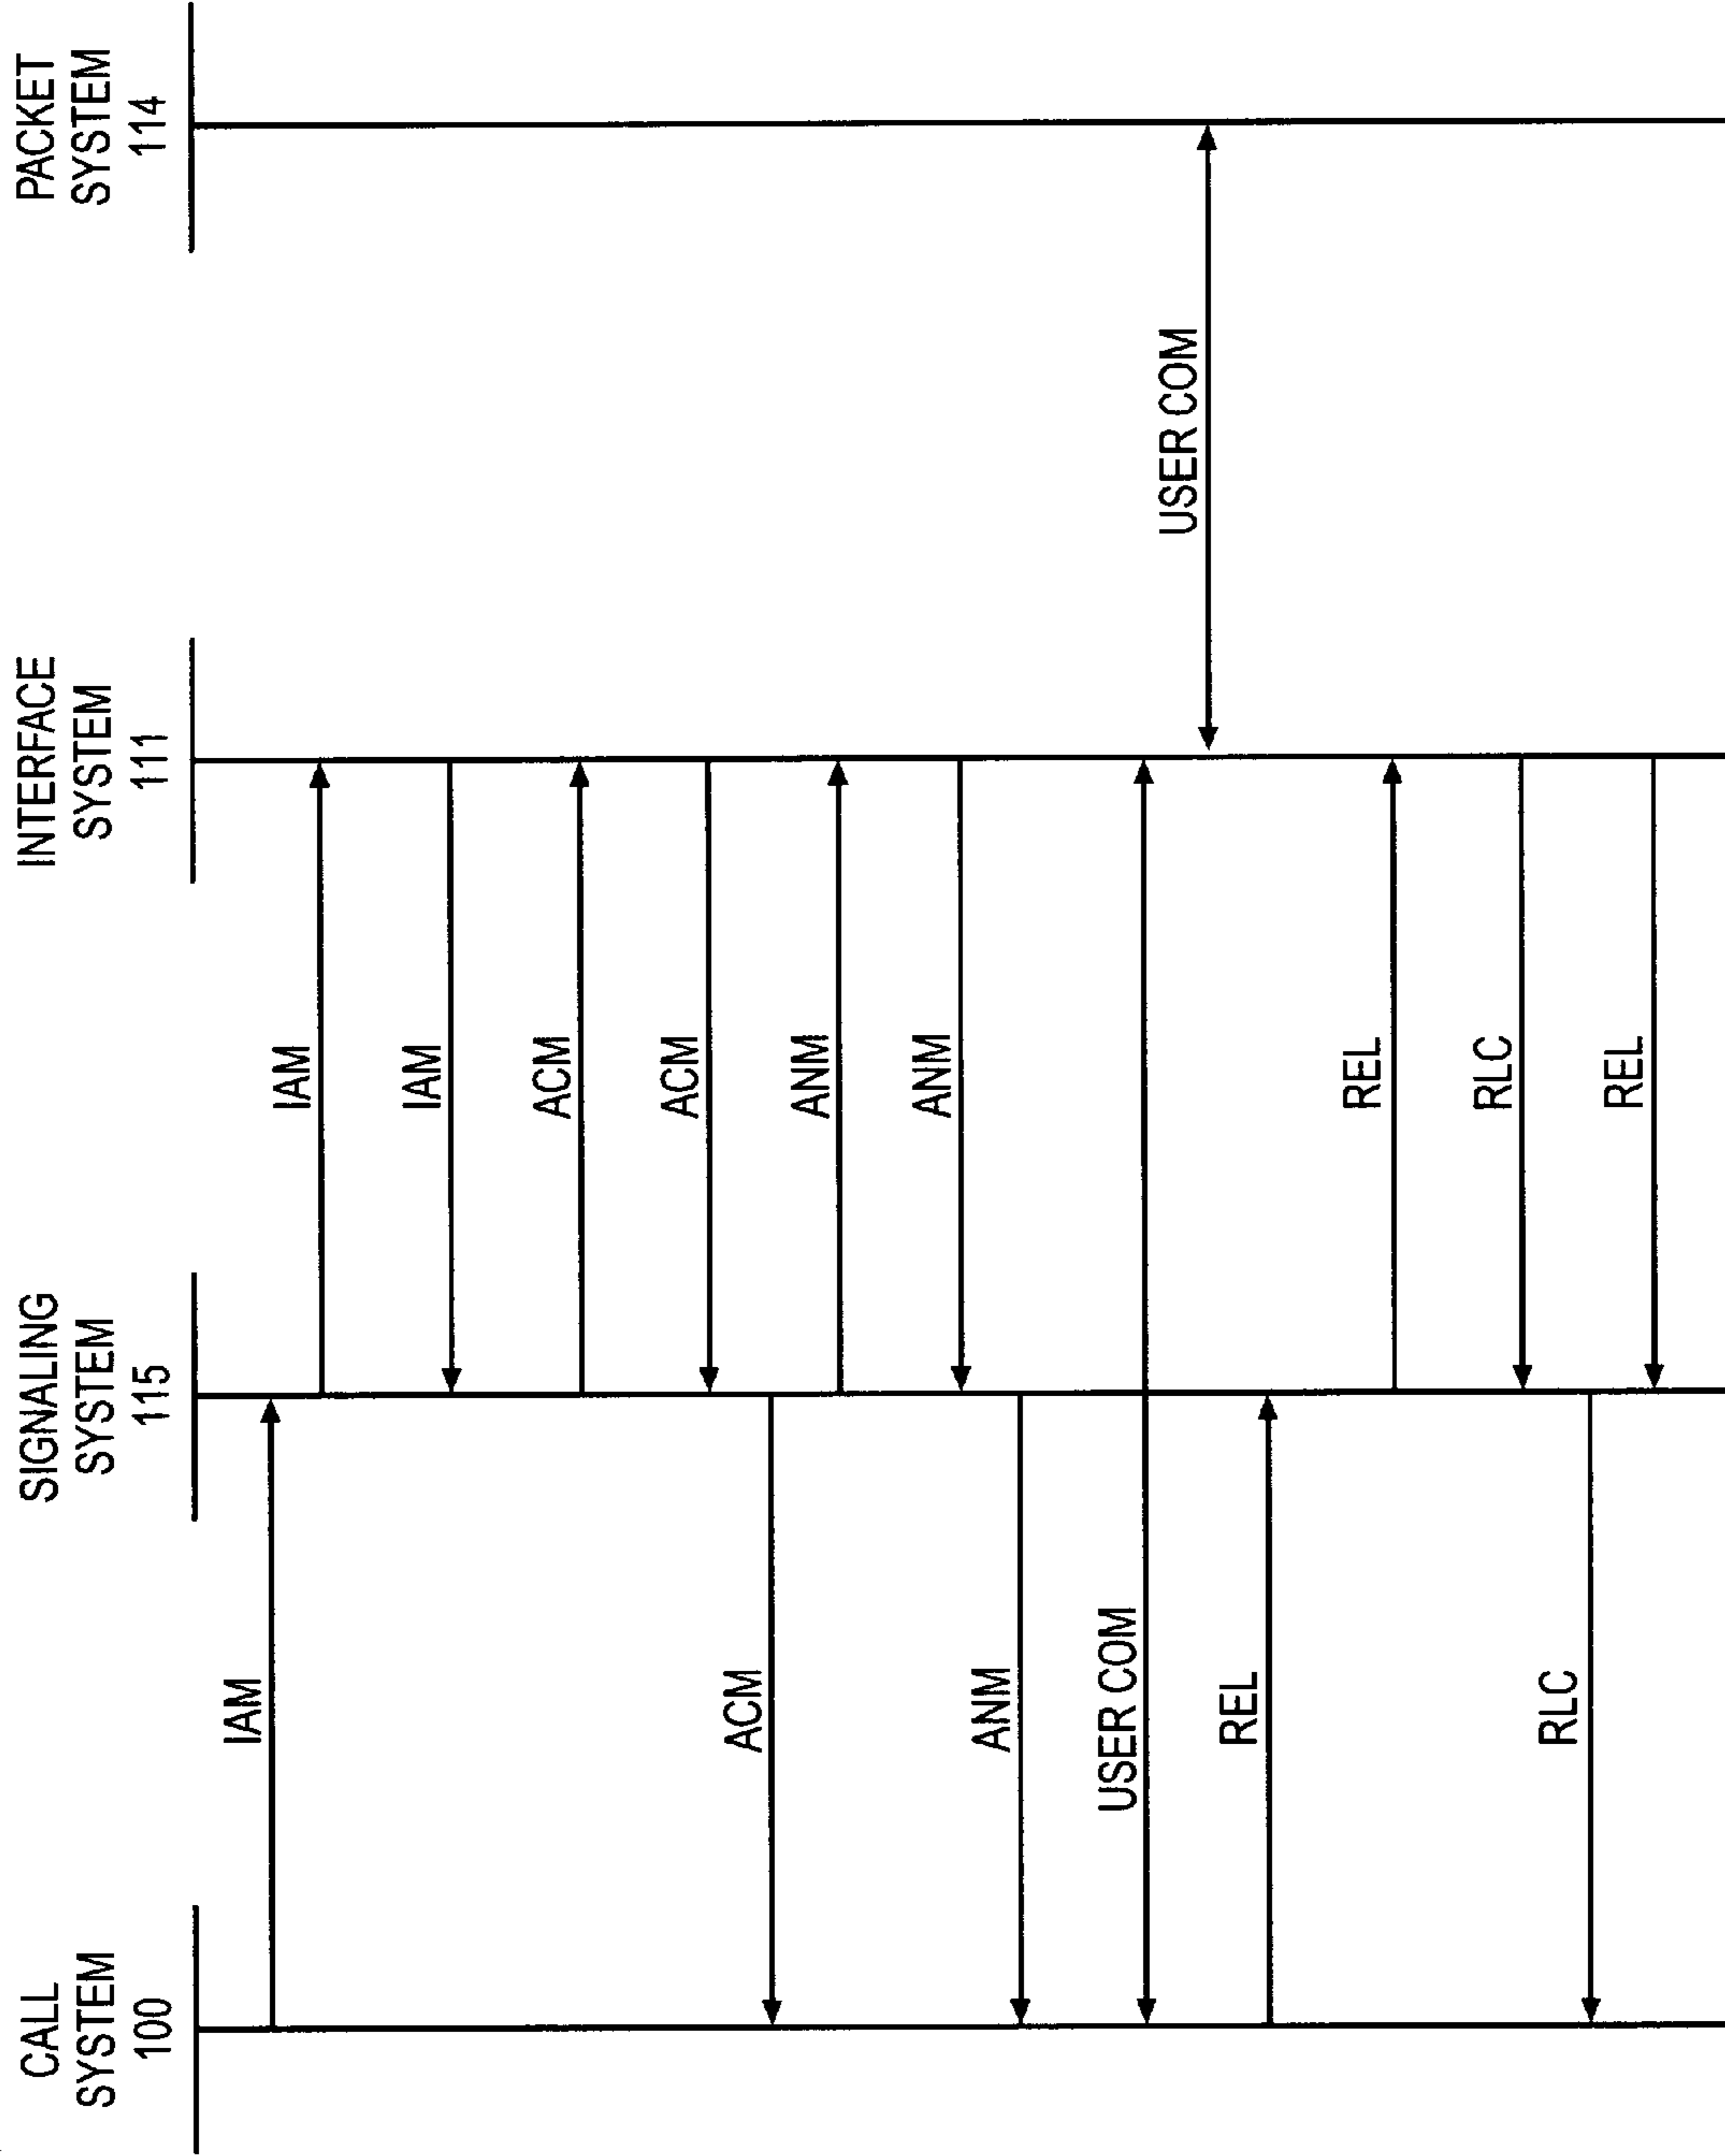 CALL
SYSTEM
100
SIGNALING
SYSTEM
115
INTERFACE
SYSTEM
111
PACKET
SYSTEM
114
IAM
IAM
IAM
ACM
ACM
ACM
ANM
ANM
ANM
USER COM
USER COM
REL
REL
RLC
RLC
REL